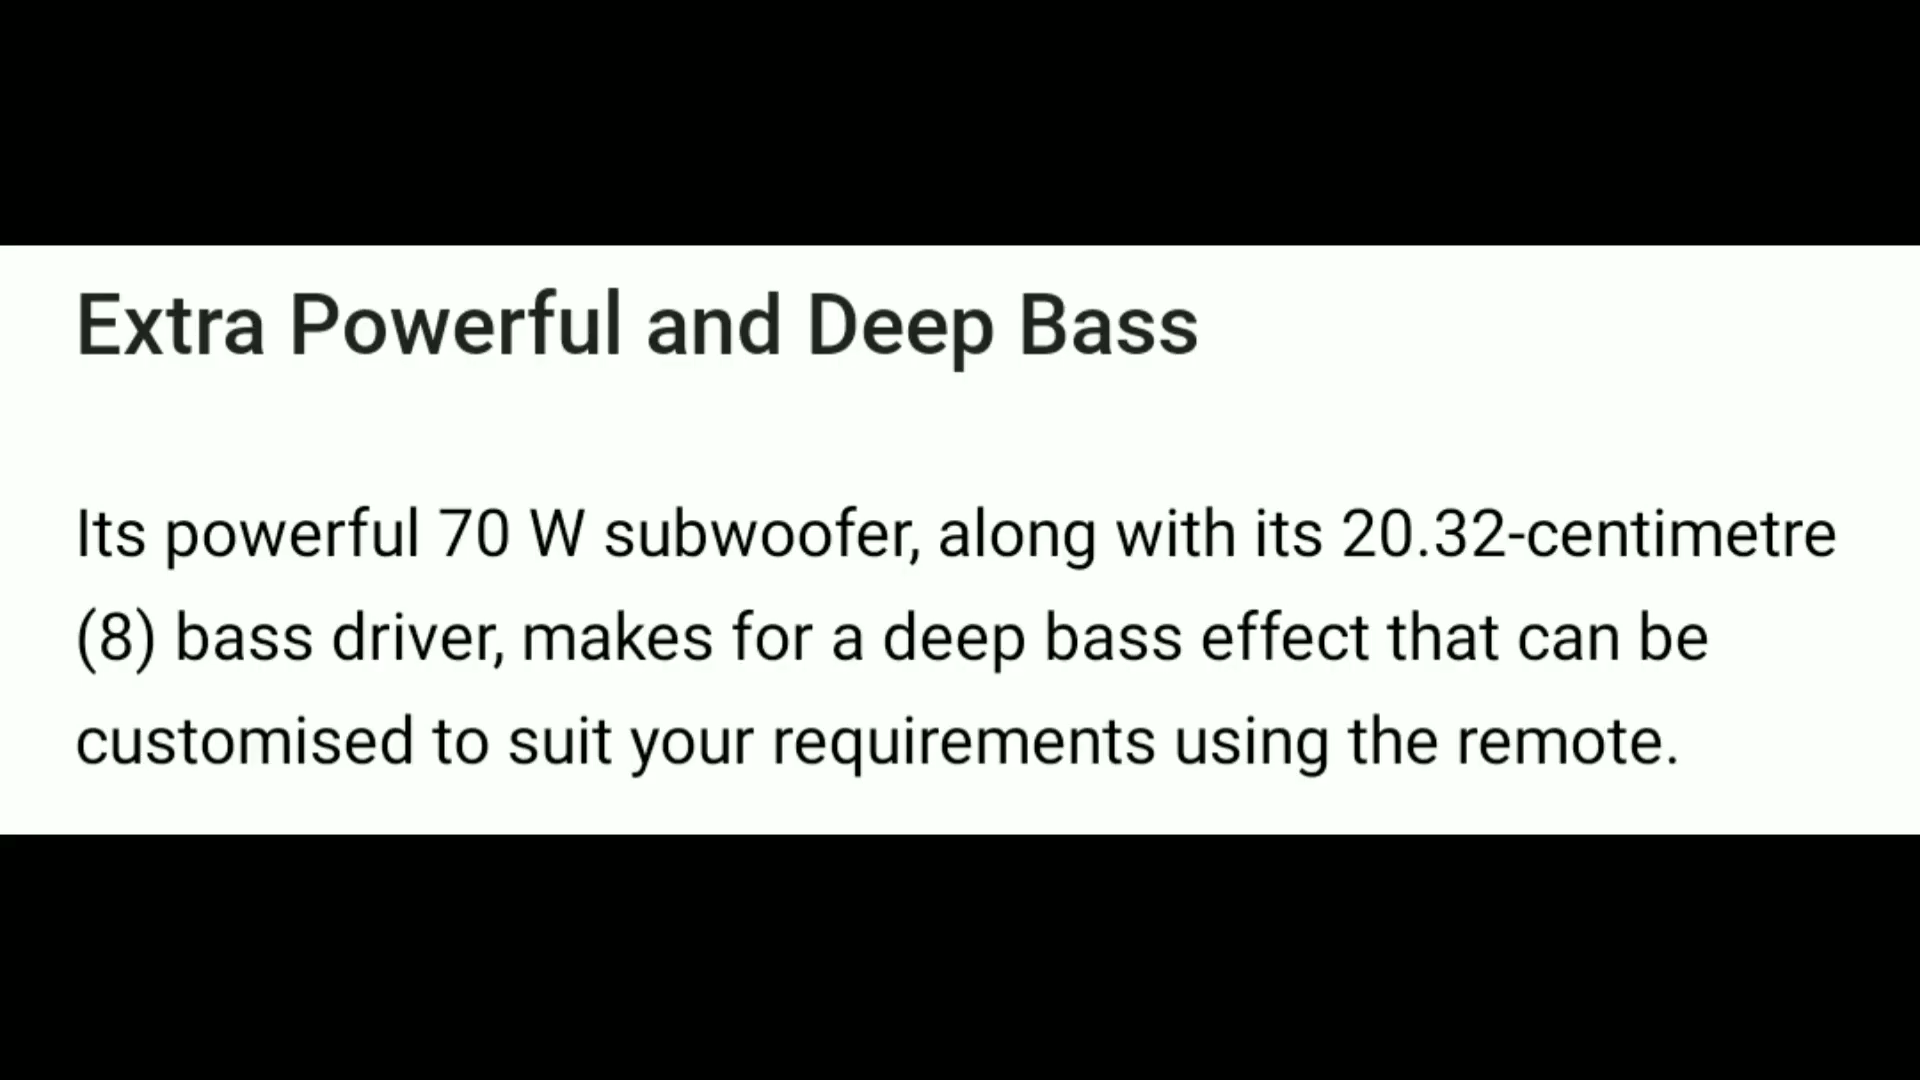 Extra Powerful and Deep Bass
Its powerful 70 W subwoofer, along with its 20.32-centimetre
(8) bass driver, makes for a deep bass effect that can be
customised to suit your requirements using the remote.